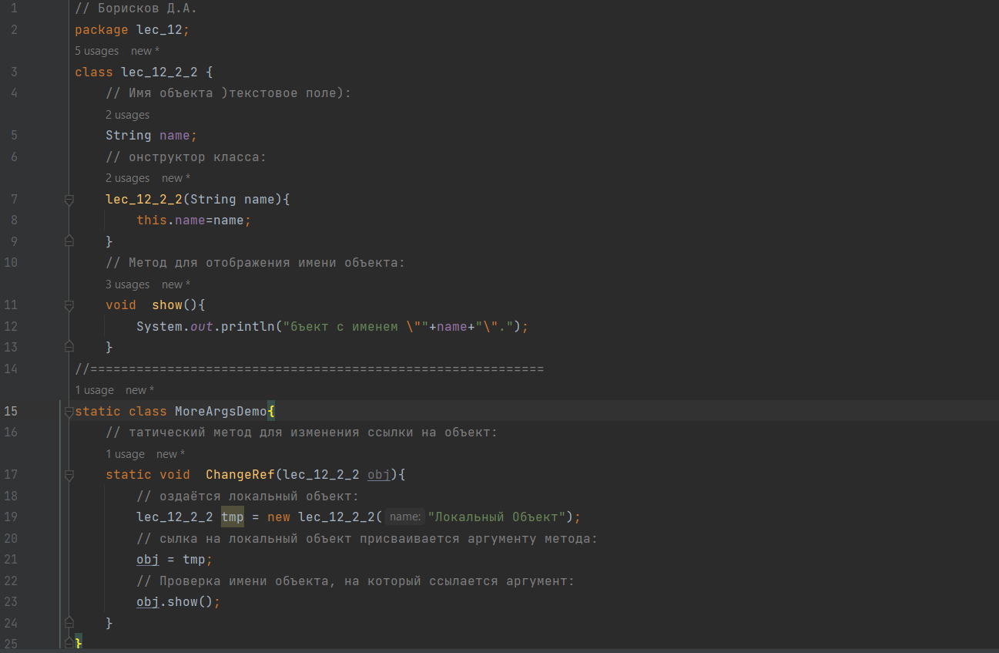 1 // Борисков Д.А.
2 package lec_12;
5 usages new *
3 class lec_12_2_2 {
4 // Имя объекта )текстовое поле):
2 usages
5 String name;
6 // онструктор класса:
2 usages new *
7 lec_12_2_2(String name){
8 this.name=name;
9 }
10 // Метод для отображения имени объекта:
3 usages new *
11 void  show(){
12 System.out.println("бъект с именем \""+name+"\".");
13 }
14 //===========================================================
1 usage new *
15 static class MoreArgsDemo{
16 // татический метод для изменения ссылки на объект:
1 usage new *
17 static void  ChangeRef(lec_12_2_2 obj){
18 // оздаётся локальный объект:
19 lec_12_2_2 tmp = new lec_12_2_2( name: "Локальный Объект");
20 // сылка на локальный объект присваивается аргументу метода:
21 obj = tmp;
22 // Проверка имени объекта, на который ссылается аргумент:
23 obj.show();
24 }
25 }